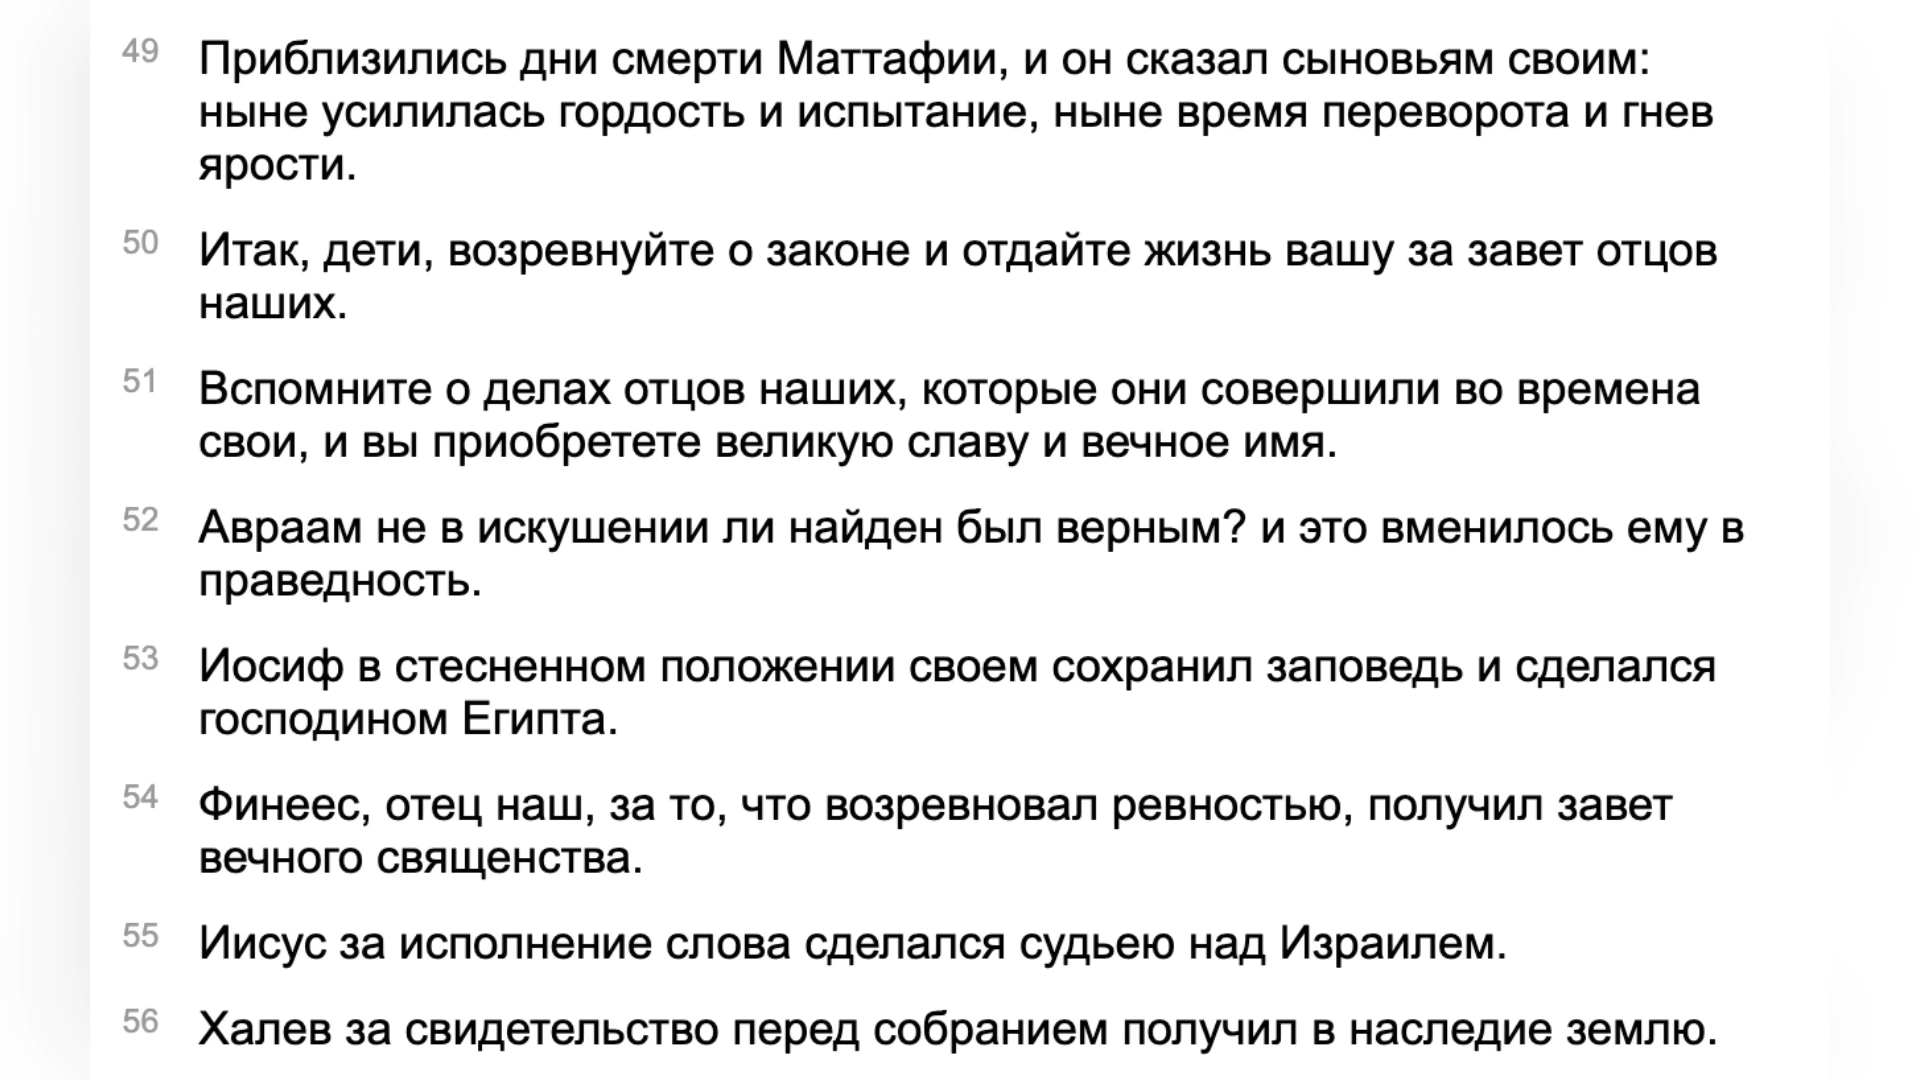 49 Приблизились дни смерти Маттафии, и он сказал сыновьям своим:
ныне усилилась гордость и испытание, ныне время переворота и гнев
ярости.
50 Итак, дети, возревнуйте о законе и отдайте жизнь вашу за завет отцов
наших.
51 Вспомните о делах отцов наших, которые они совершили во времена
свои, и вы приобретете великую славу и вечное имя.
52 Авраам не в искушении ли найден был верным? и это вменилось ему в
праведность.
53 Иосиф в стесненном положении своем сохранил заповедь и сделался
господином Египта.
54 Финеес, отец наш, за то, что возревновал ревностью, получил завет
вечного священства.
55 Иисус за исполнение слова сделался судьею над Израилем.
56 Халев за свидетельство перед собранием получил в наследие землю.